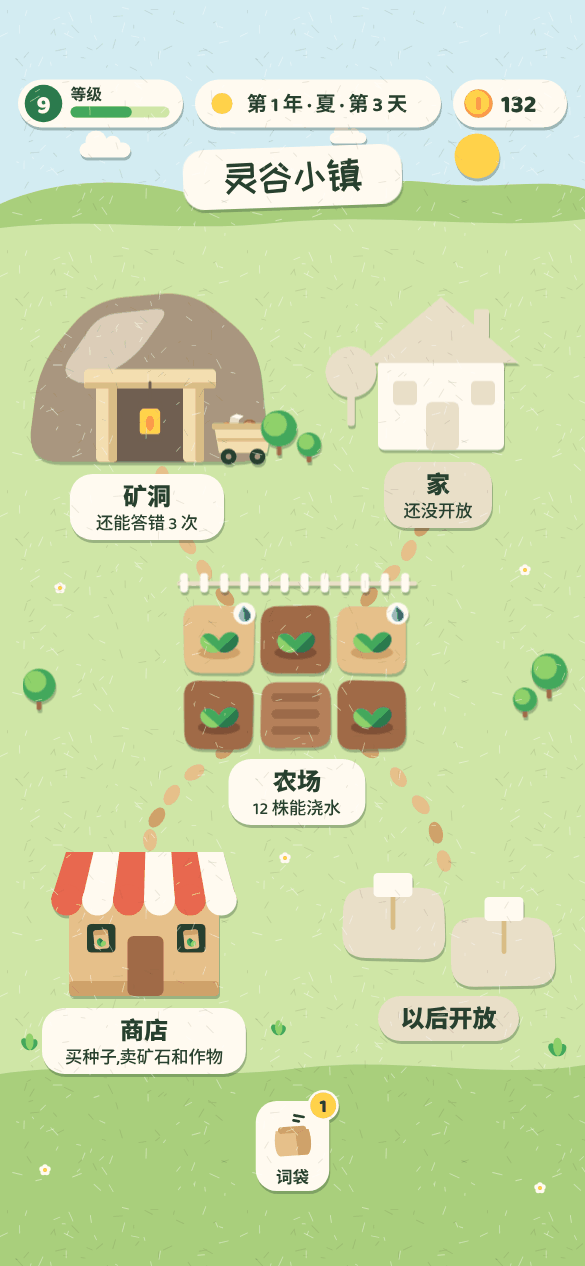 9
等级
第1年·夏·第3天
132
灵谷小镇
矿洞
还能答错3次
家
还没开放
农场
12 株能浇水
商店
买种子,卖矿石和作物
以后开放
1
词袋